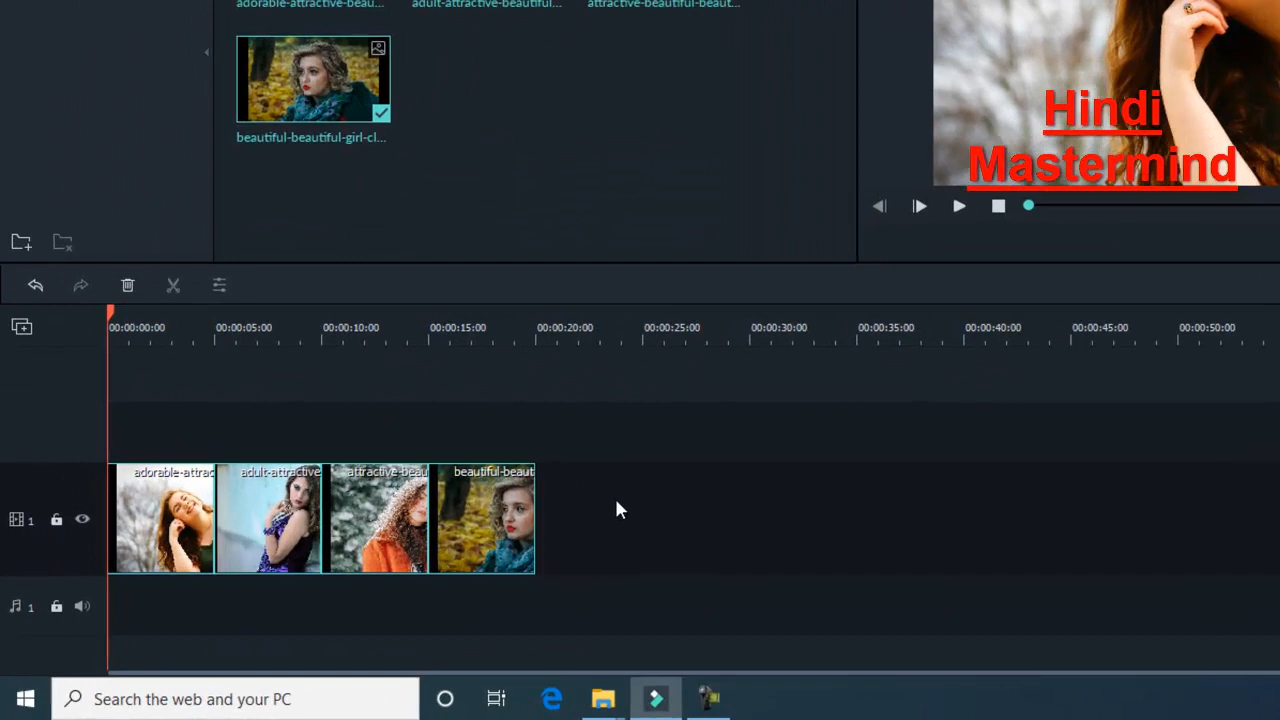 adorable-attractive-beau...
adult-attractive-beautiful...
attractive-beautiful-beaut...
beautiful-beautiful-girl-cl...
Hindi
Mastermind
00:00:00:00
00:00:05:00
00:00:10:00
00:00:15:00
00:00:20:00
00:00:25:00
00:00:30:00
00:00:35:00
00:00:40:00
00:00:45:00
00:00:50:00
adorable-attrac
adult-attractive
attractive-beau
beautiful-beaut
1
1
Search the web and your PC